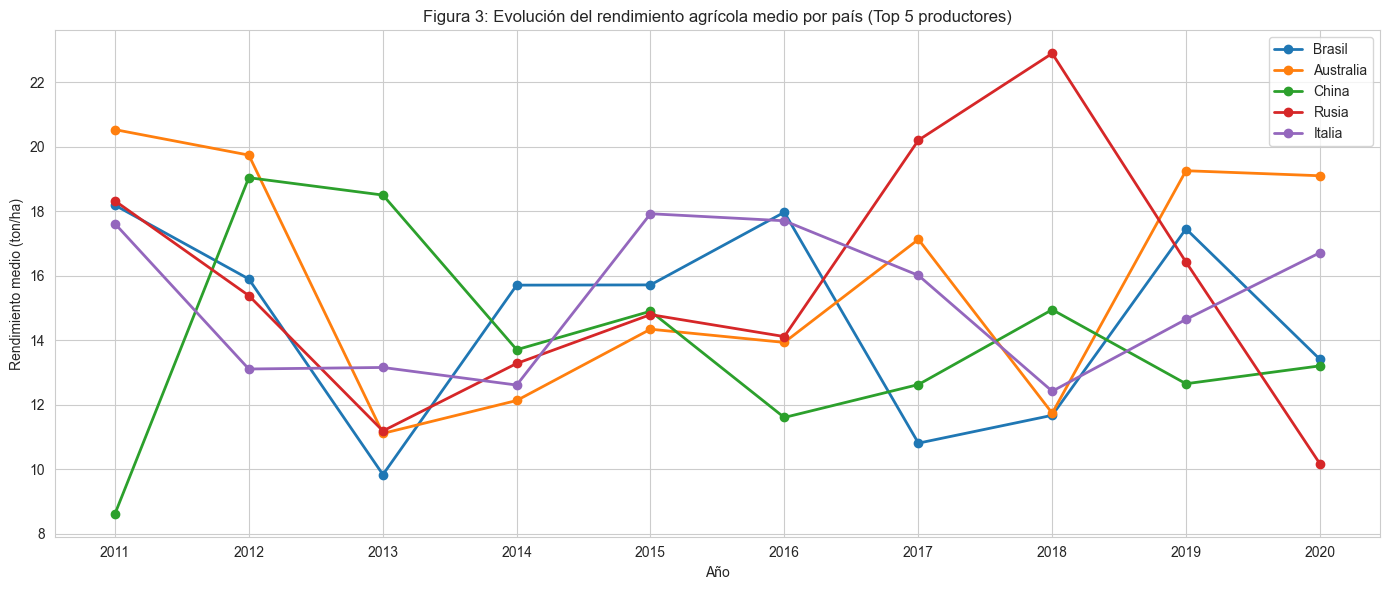 Figura 3: Evolución del rendimiento agrícola medio por país (Top 5 productores)
Brasil
Australia
China
Rusia
Italia
Rendimiento medio (ton/ha)
22
20
18
16
14
12
10
8
2011 2012 2013 2014 2015 2016 2017 2018 2019 2020
Año